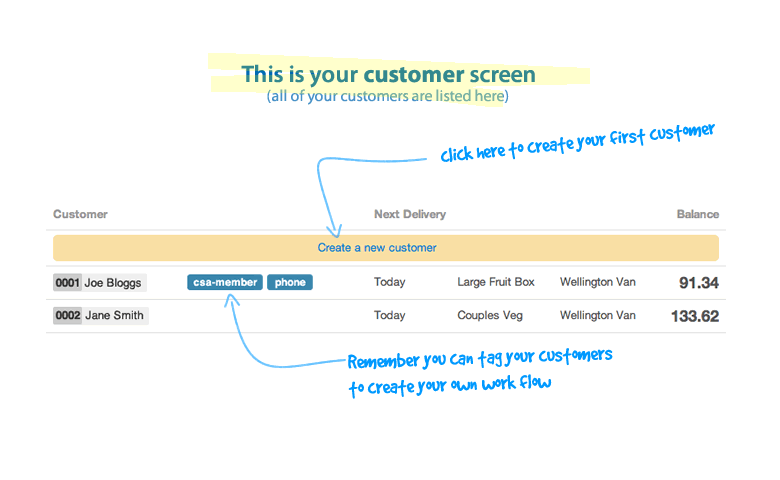 This is your customer screen
(all of your customers are listed here)
click here to create your first customer
Customer Next Delivery Balance
Create a new customer
0001 Joe Bloggs csa-member phone Today Large Fruit Box Wellington Van 91.34
0002 Jane Smith Today Couples Veg Wellington Van 133.62
Remember you can tag your customers
to create your own work flow